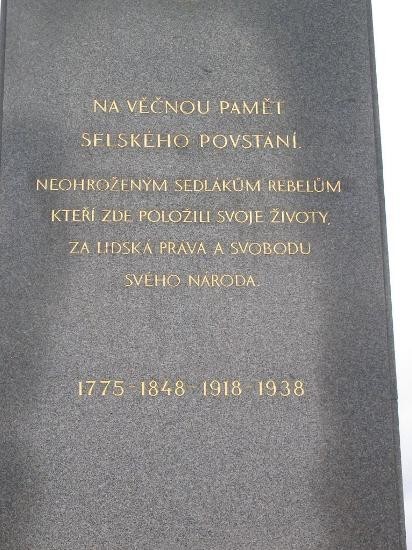 NA VĚČNOU PAMĚT
SELSKÉHO POVSTÁNÍ.
NEOHROŽENÝM SEDLÁKŮM REBELŮM
KTEŘÍ ZDE POLOŽILI SVOJE ŽIVOTY,
ZA LIDSKÁ PRAVA A SVOBODU
SVÉHO NÁRODA.
1775-1848-1918-1938